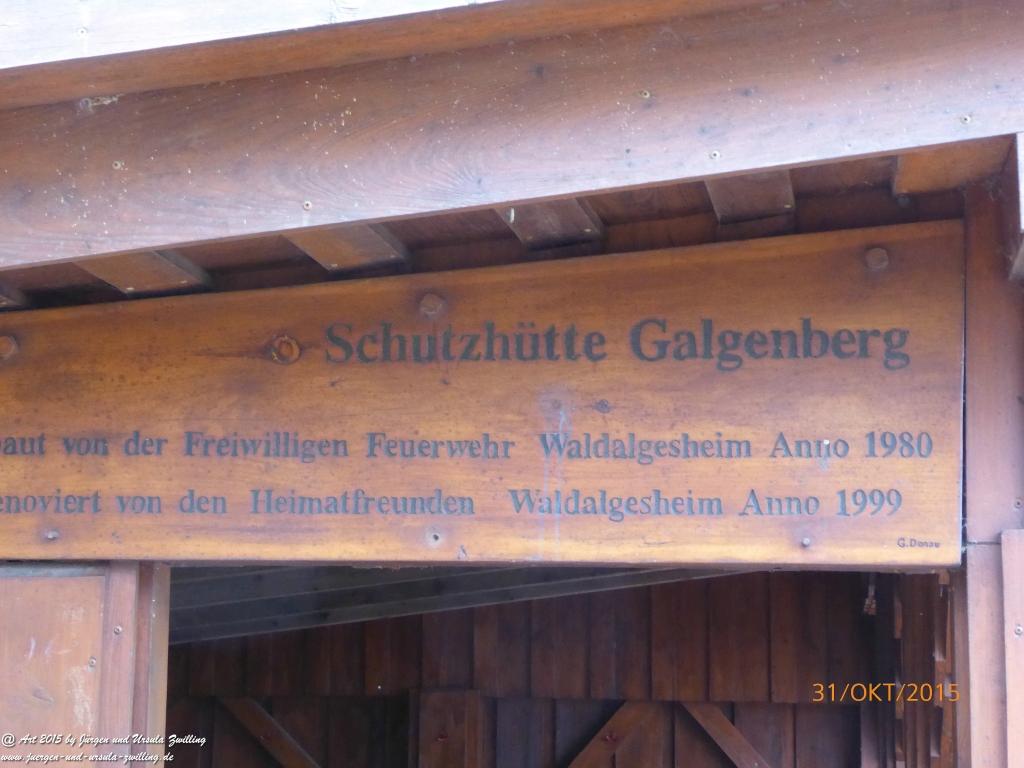 Schutzhütte Galgenberg
baut von der Freiwilligen Feuerwehr Waldalgesheim Anno 1980
enoviert von den Heimatfreunden Waldalgesheim Anno 1999
G. Donau
31/OKT/2015
@ Art 2015 by Jürgen und Ursula Zwilling
www.juergen-und-ursula-zwilling.de